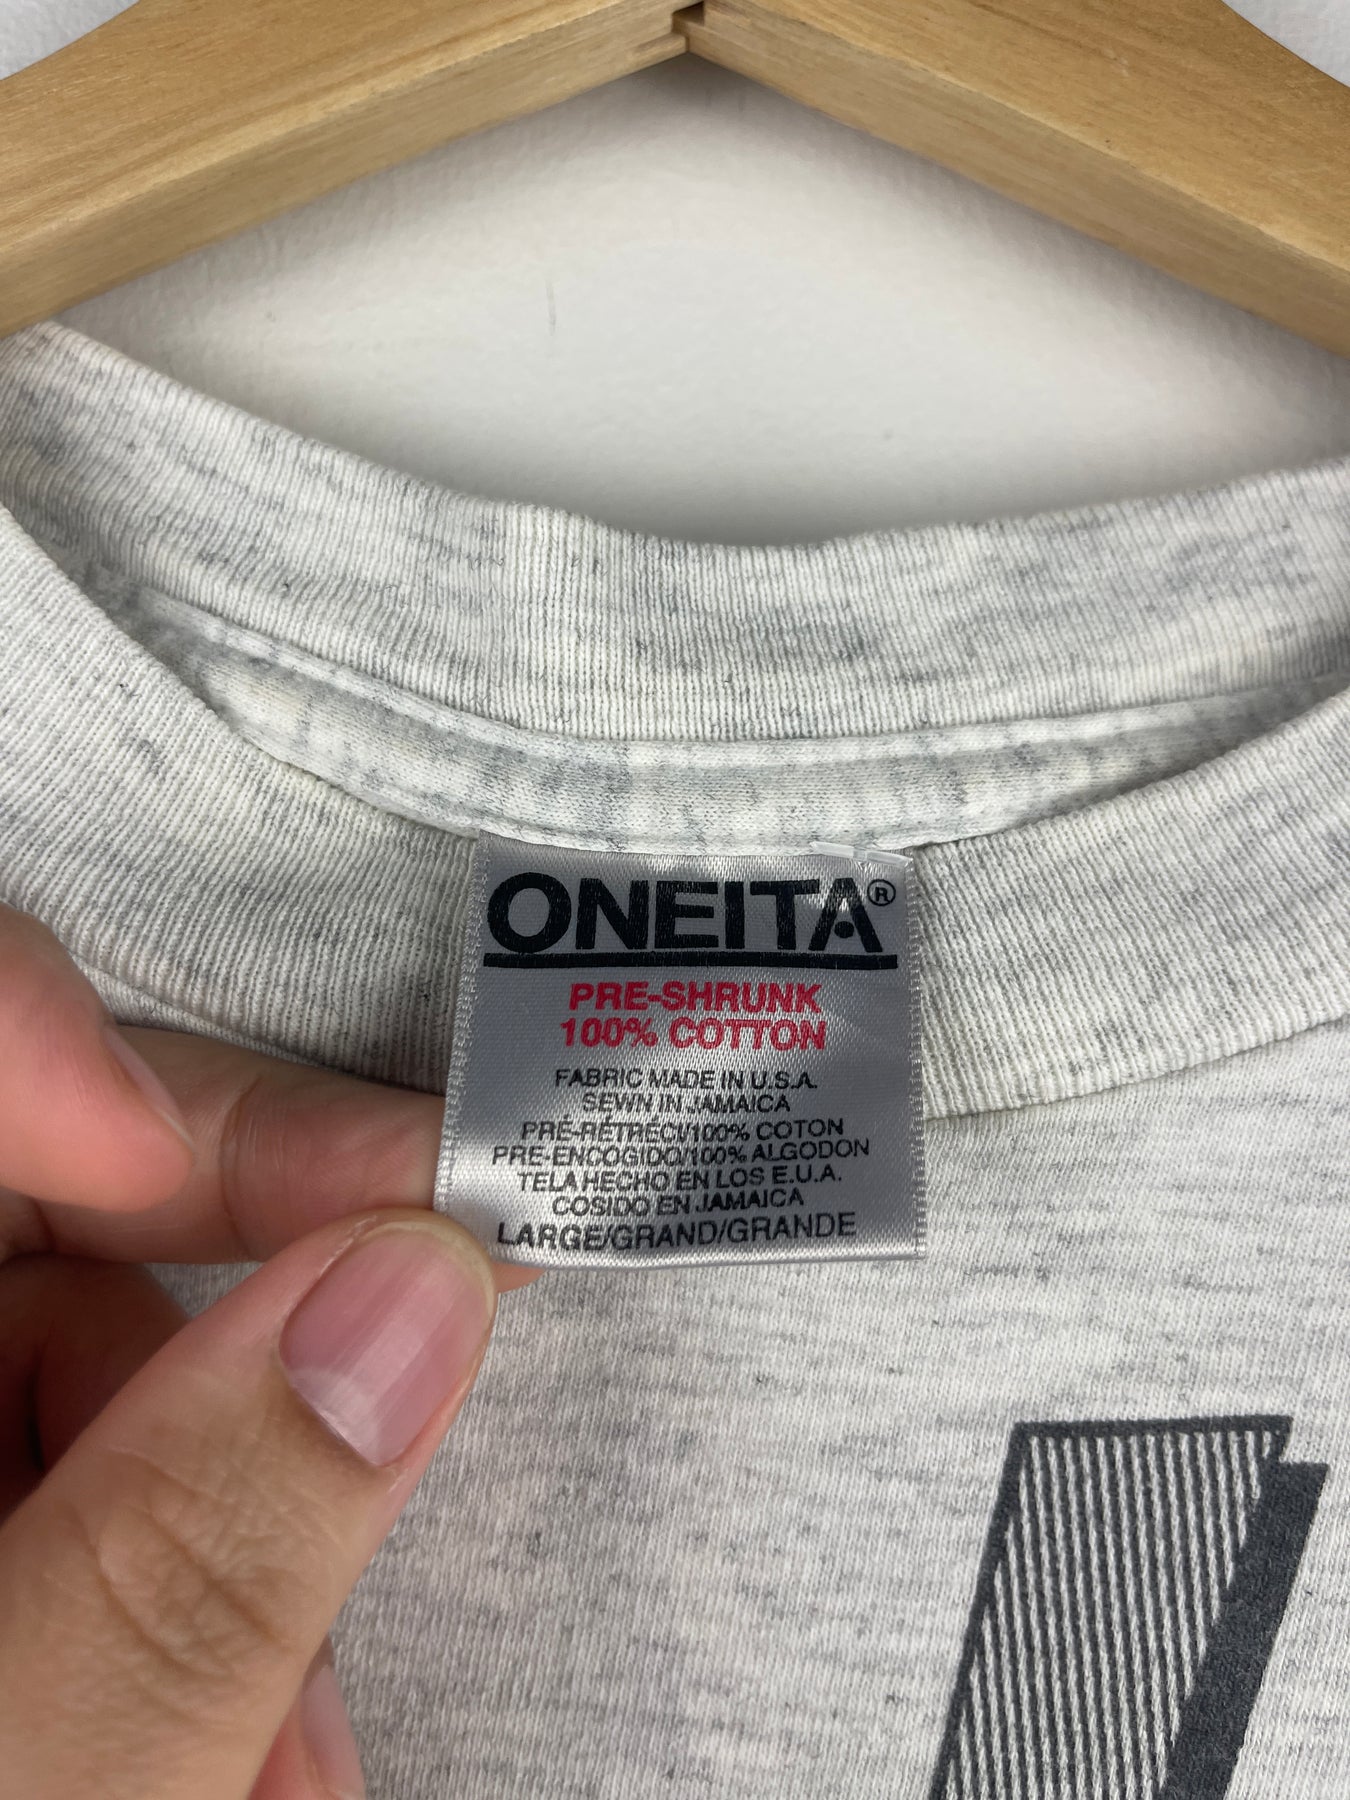 ONEITA®
PRE-SHRUNK
100% COTTON
FABRIC MADE IN U.S.A.
SEWN IN JAMAICA
PRÉ-RÉTRÉCI/100% COTON
PRE-ENCOGIDO/100% ALGODON
TELA HECHO EN LOS E.U.A.
COSIDO EN JAMAICA
LARGE/GRAND/GRANDE